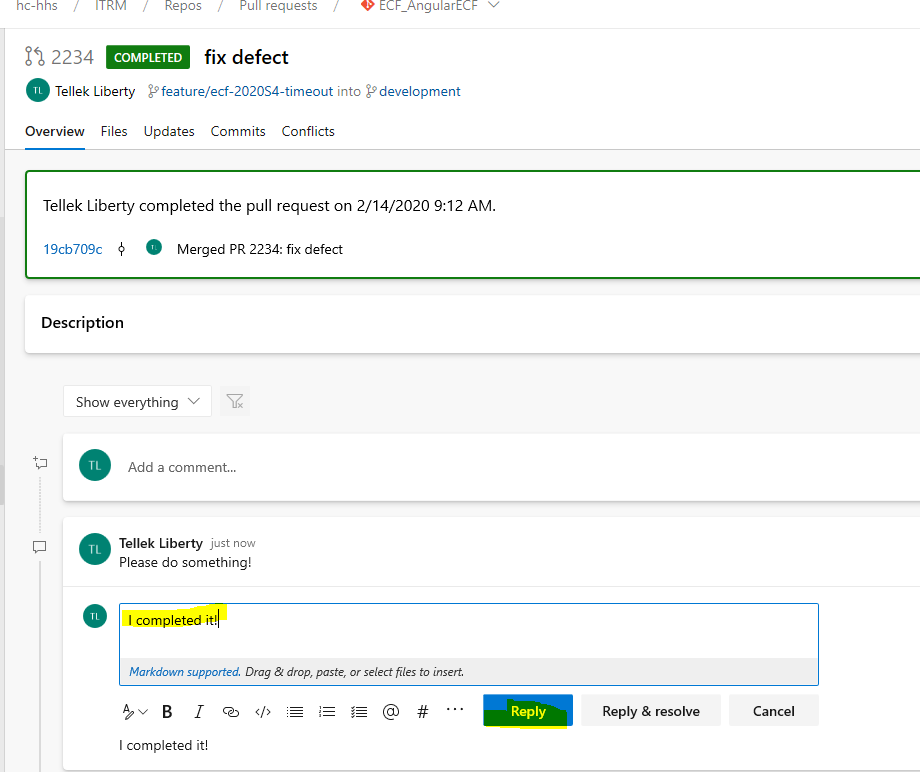 hc-hhs / ITRM / Repos / Pull requests / ECF_AngularECF
2234 COMPLETED fix defect
TL Tellek Liberty feature/ecf-2020S4-timeout into development
Overview Files Updates Commits Conflicts
Tellek Liberty completed the pull request on 2/14/2020 9:12 AM.
19cb709c TL Merged PR 2234: fix defect
Description
Show everything
TL Add a comment...
TL Tellek Liberty just now
Please do something!
TL I completed it!
Markdown supported. Drag & drop, paste, or select files to insert.
B I </> @ # ... Reply Reply & resolve Cancel
I completed it!